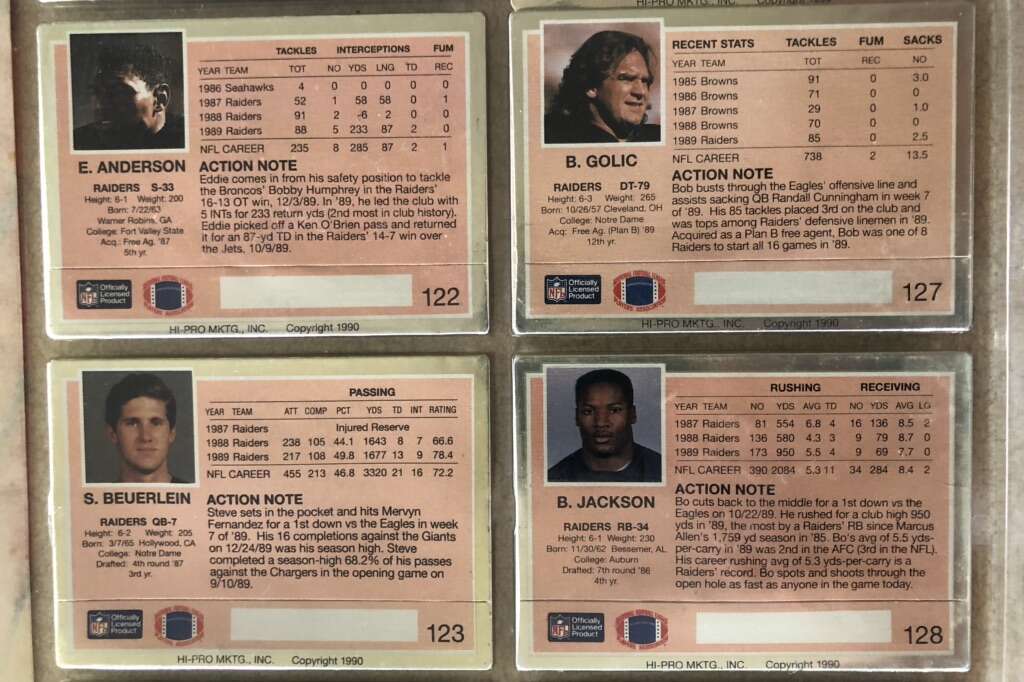 HI-PRO MKTG., INC.
TACKLES INTERCEPTIONS FUM
YEAR TEAM TOT NO YDS LNG TD REC
1986 Seahawks 4 0 0 0 0 0
1987 Raiders 52 1 58 58 0 1
1988 Raiders 91 2 -6 2 0 0
1989 Raiders 88 5 233 87 2 0
NFL CAREER 235 8 285 87 2 1
E. ANDERSON
RAIDERS S-33
Height: 6-1 Weight: 200
Born: 7/22/63
Warner Robins, GA
College: Fort Valley State
Acq.: Free Ag. '87
5th yr.
ACTION NOTE
Eddie comes in from his safety position to tackle
the Broncos' Bobby Humphrey in the Raiders'
16-13 OT win, 12/3/89. In '89, he led the club with
5 INTs for 233 return yds (2nd most in club history).
Eddie picked off a Ken O'Brien pass and returned
it for an 87-yd TD in the Raiders' 14-7 win over
the Jets, 10/9/89.
NFL
Officially
Licensed
Product
122
HI-PRO MKTG., INC. Copyright 1990
RECENT STATS TACKLES FUM SACKS
YEAR TEAM TOT REC NO
1985 Browns 91 0 3.0
1986 Browns 71 0 0
1987 Browns 29 0 1.0
1988 Browns 70 0 0
1989 Raiders 85 0 2.5
NFL CAREER 738 2 13.5
B. GOLIC
RAIDERS DT-79
Height: 6-3 Weight: 265
Born: 10/26/57 Cleveland, OH
College: Notre Dame
Acq: Free Ag. (Plan B) '89
12th yr.
ACTION NOTE
Bob busts through the Eagles' offensive line and
assists sacking QB Randall Cunningham in week 7
of '89. His 85 tackles placed 3rd on the club and
was tops among Raiders' defensive linemen in '89.
Acquired as a Plan B free agent, Bob was one of 8
Raiders to start all 16 games in '89.
NFL
Officially
Licensed
Product
127
HI-PRO MKTG., INC. Copyright 1990
PASSING
YEAR TEAM ATT COMP PCT YDS TD INT RATING
1987 Raiders Injured Reserve
1988 Raiders 238 105 44.1 1643 8 7 66.6
1989 Raiders 217 108 49.8 1677 13 9 78.4
NFL CAREER 455 213 46.8 3320 21 16 72.2
S. BEUERLEIN
RAIDERS QB-7
Height: 6-2 Weight: 205
Born: 3/7/65 Hollywood, CA
College: Notre Dame
Drafted: 4th round '87
3rd yr.
ACTION NOTE
Steve sets in the pocket and hits Mervyn
Fernandez for a 1st down vs the Eagles in week
7 of '89. His 16 completions against the Giants
on 12/24/89 was his season high. Steve
completed a season-high 68.2% of his passes
against the Chargers in the opening game on
9/10/89.
NFL
Officially
Licensed
Product
123
HI-PRO MKTG., INC. Copyright 1990
RUSHING RECEIVING
YEAR TEAM NO YDS AVG TD NO YDS AVG LG
1987 Raiders 81 554 6.8 4 16 136 8.5 2
1988 Raiders 136 580 4.3 3 9 79 8.7 0
1989 Raiders 173 950 5.5 4 9 69 7.7 0
NFL CAREER 390 2084 5.3 11 34 284 8.4 2
B. JACKSON
RAIDERS RB-34
Height: 6-1 Weight: 230
Born: 11/30/62 Bessemer, AL
College: Auburn
Drafted: 7th round '86
4th yr.
ACTION NOTE
Bo cuts back to the middle for a 1st down vs the
Eagles on 10/22/89. He rushed for a club high 950
yds in '89, the most by a Raiders' RB since Marcus
Allen's 1,759 yd season in '85. Bo's avg of 5.5 yds-
per-carry in '89 was 2nd in the AFC (3rd in the NFL).
His career rushing avg of 5.3 yds-per-carry is a
Raiders' record. Bo spots and shoots through the
open hole as fast as anyone in the game today.
NFL
Officially
Licensed
Product
128
HI-PRO MKTG., INC. Copyright 1990